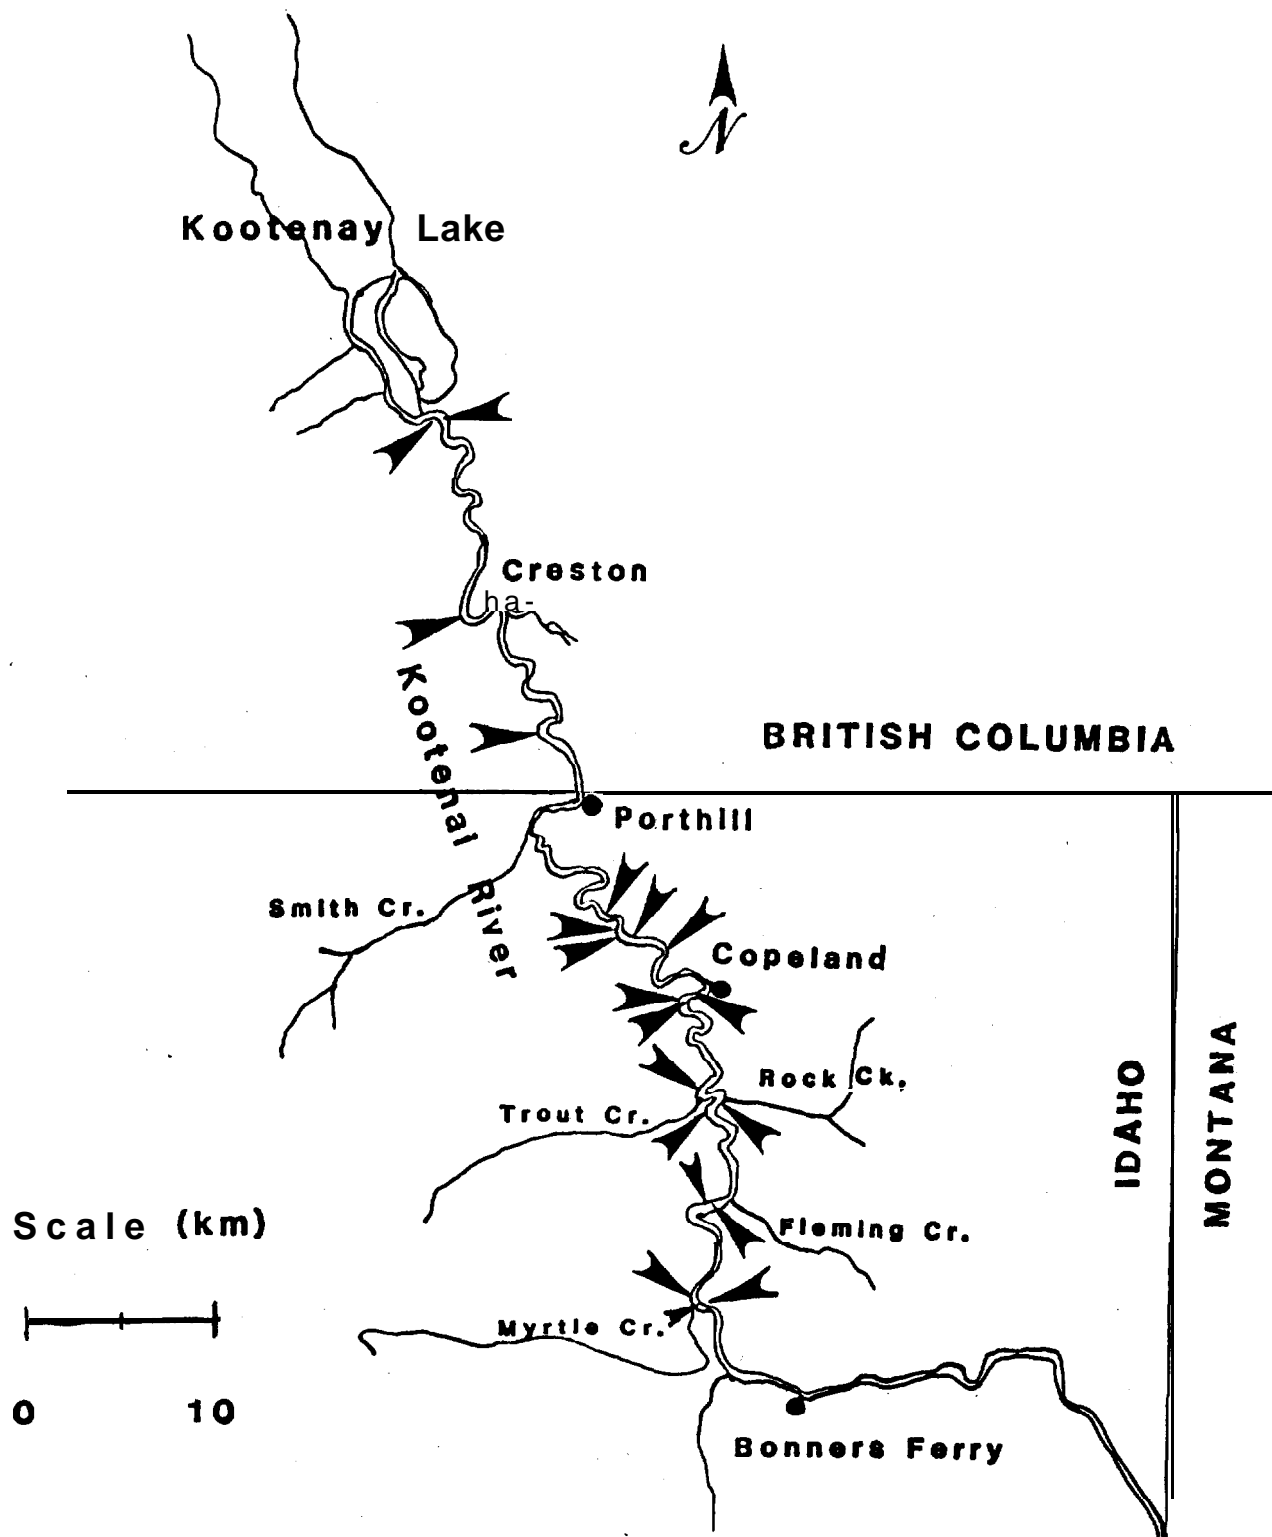 N
Kootenay Lake
Creston
ha-
Kootenai River
BRITISH COLUMBIA
Porthill
Smith Cr.
Copeland
Rock Ck.
Trout Cr.
IDAHO
MONTANA
Scale (km)
Fleming Cr.
Myrtle Cr.
0 10
Bonners Ferry